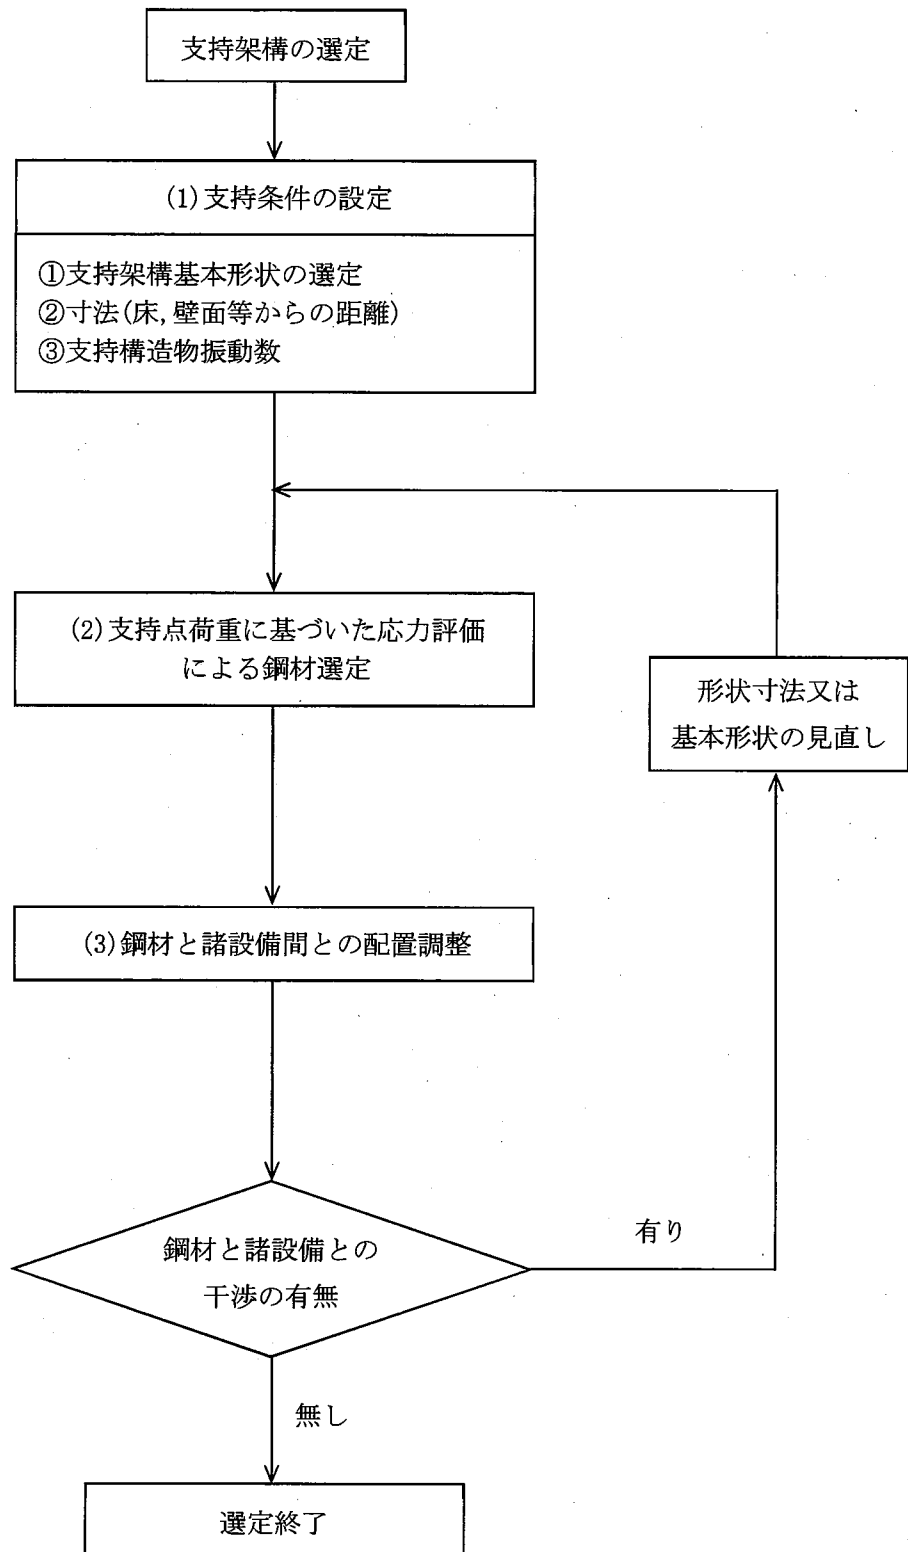 支持架構の選定
(1)支持条件の設定
①支持架構基本形状の選定
②寸法(床,壁面等からの距離)
③支持構造物振動数
(2)支持点荷重に基づいた応力評価
による鋼材選定
形状寸法又は
基本形状の見直し
(3)鋼材と諸設備間との配置調整
鋼材と諸設備との
干渉の有無
有り
無し
選定終了